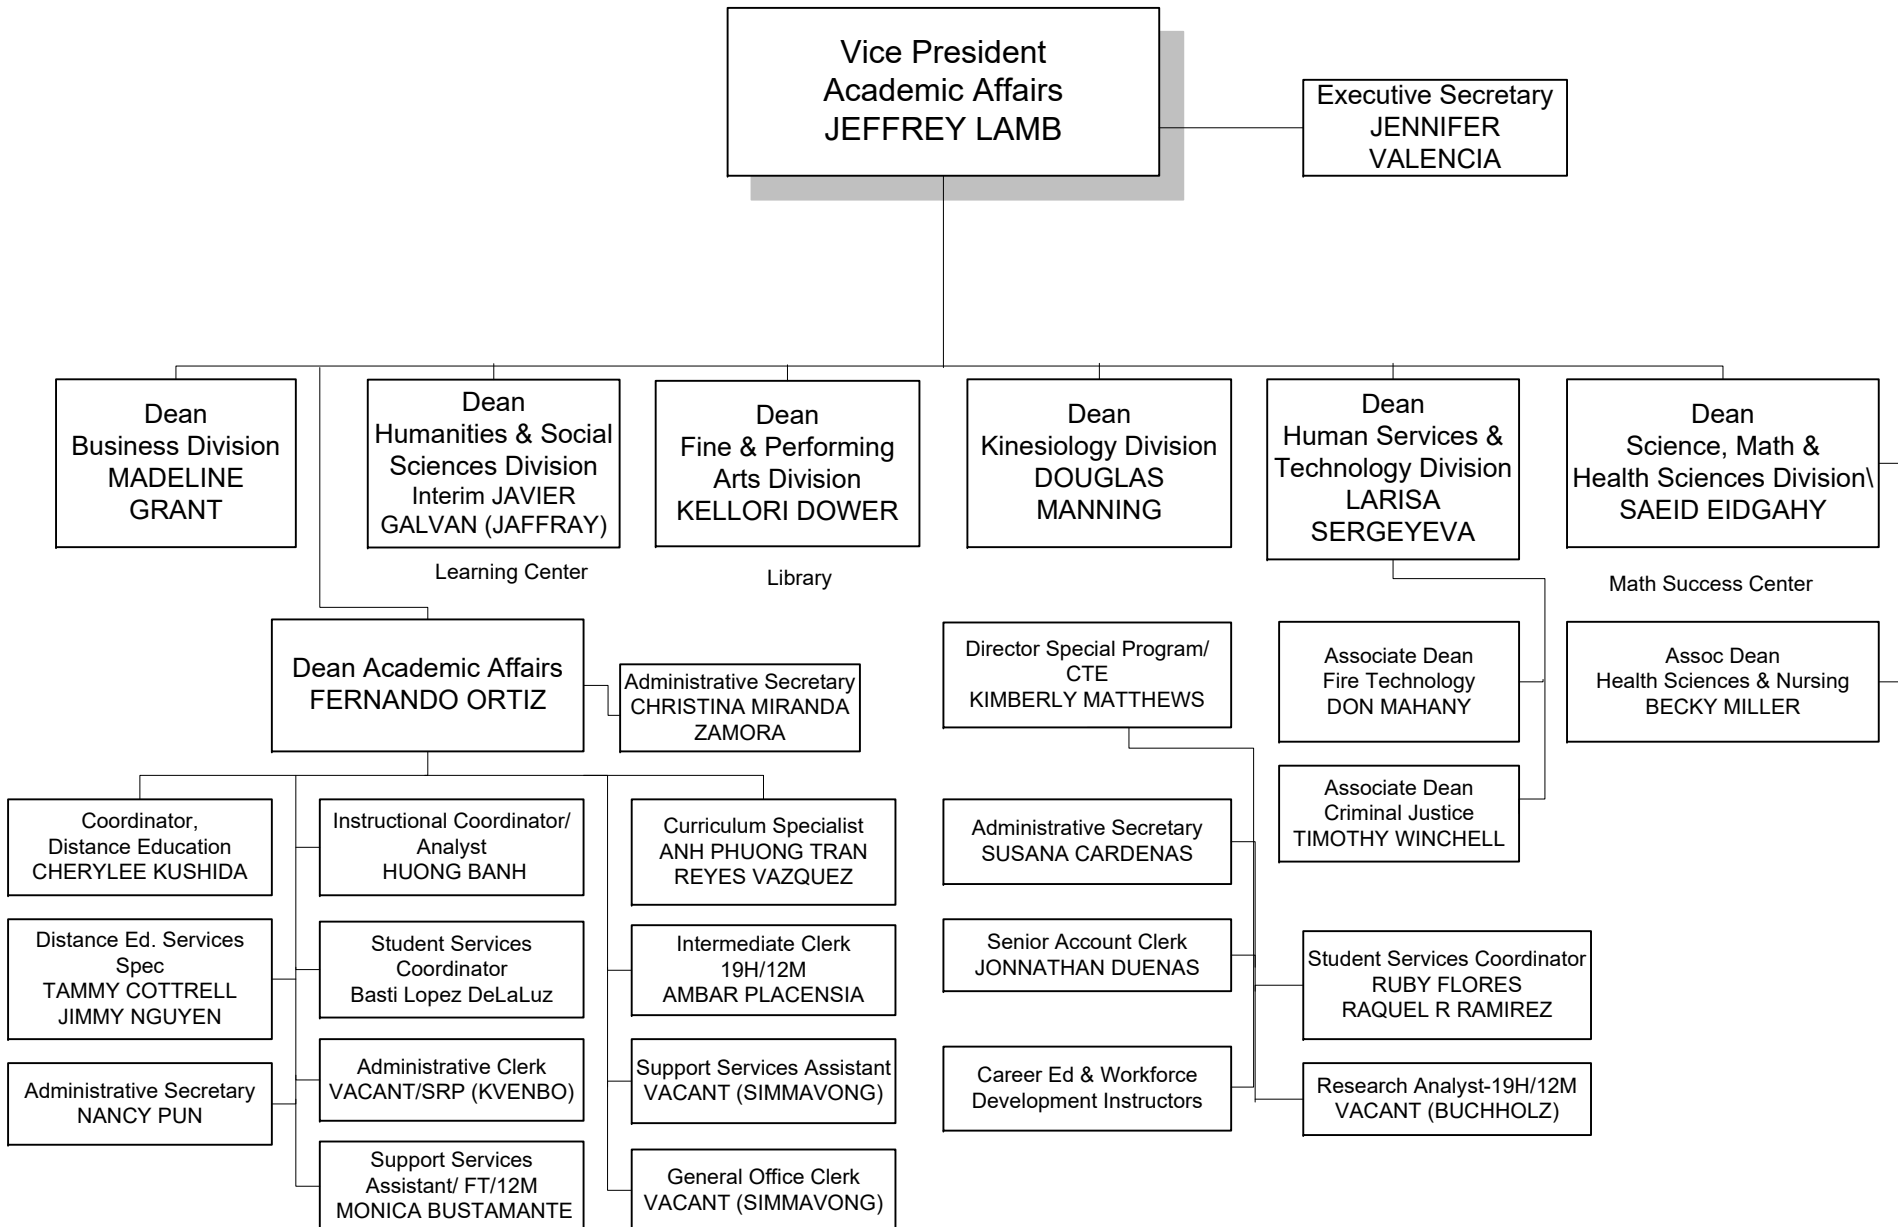 Vice President
Academic Affairs
JEFFREY LAMB
Executive Secretary
JENNIFER
VALENCIA
Dean
Business Division
MADELINE
GRANT
Dean
Humanities & Social
Sciences Division
Interim JAVIER
GALVAN (JAFFRAY)
Learning Center
Dean
Fine & Performing
Arts Division
KELLORI DOWER
Library
Dean
Kinesiology Division
DOUGLAS
MANNING
Dean
Human Services &
Technology Division
LARISA
SERGEYEVA
Dean
Science, Math &
Health Sciences Division\
SAEID EIDGAHY
Math Success Center
Dean Academic Affairs
FERNANDO ORTIZ
Administrative Secretary
CHRISTINA MIRANDA
ZAMORA
Director Special Program/
CTE
KIMBERLY MATTHEWS
Associate Dean
Fire Technology
DON MAHANY
Assoc Dean
Health Sciences & Nursing
BECKY MILLER
Associate Dean
Criminal Justice
TIMOTHY WINCHELL
Coordinator,
Distance Education
CHERYLEE KUSHIDA
Instructional Coordinator/
Analyst
HUONG BANH
Curriculum Specialist
ANH PHUONG TRAN
REYES VAZQUEZ
Administrative Secretary
SUSANA CARDENAS
Distance Ed. Services
Spec
TAMMY COTTRELL
JIMMY NGUYEN
Student Services
Coordinator
Basti Lopez DeLaLuz
Intermediate Clerk
19H/12M
AMBAR PLACENSIA
Senior Account Clerk
JONNATHAN DUENAS
Student Services Coordinator
RUBY FLORES
RAQUEL R RAMIREZ
Administrative Secretary
NANCY PUN
Administrative Clerk
VACANT/SRP (KVENBO)
Support Services Assistant
VACANT (SIMMAVONG)
Career Ed & Workforce
Development Instructors
Research Analyst-19H/12M
VACANT (BUCHHOLZ)
Support Services
Assistant/ FT/12M
MONICA BUSTAMANTE
General Office Clerk
VACANT (SIMMAVONG)